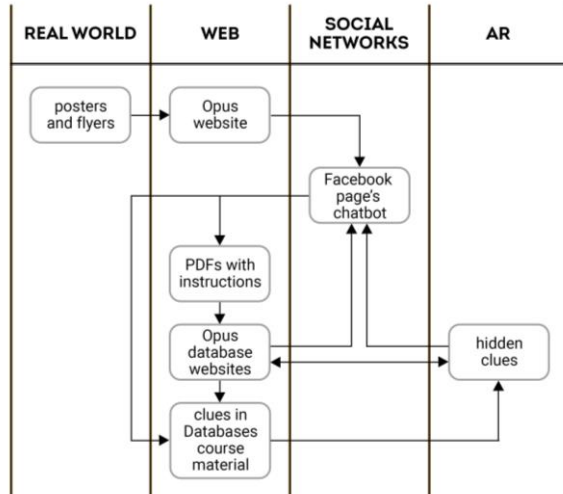 REAL WORLD
WEB
SOCIAL
NETWORKS
AR
posters
and flyers
Opus
website
Facebook
page's
chatbot
PDFs with
instructions
Opus
database
websites
hidden
clues
clues in
Databases
course
material